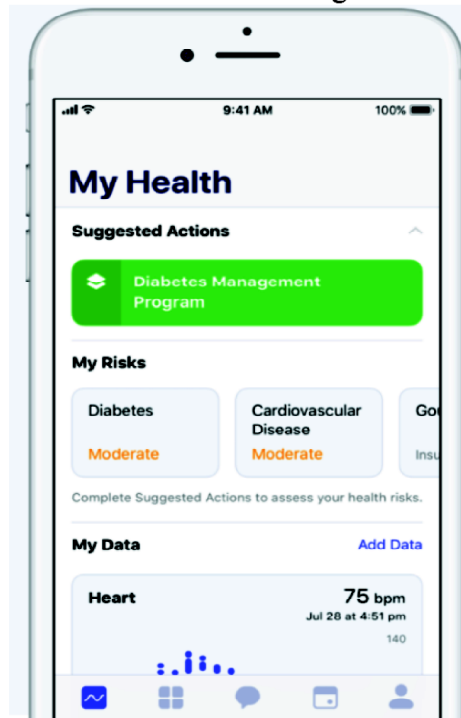 9:41 AM 100%
My Health
Suggested Actions
Diabetes Management
Program
My Risks
Diabetes Cardiovascular Gou
Disease
Moderate Moderate Insu
Complete Suggested Actions to assess your health risks.
My Data Add Data
Heart 75 bpm
Jul 28 at 4:51 pm
140